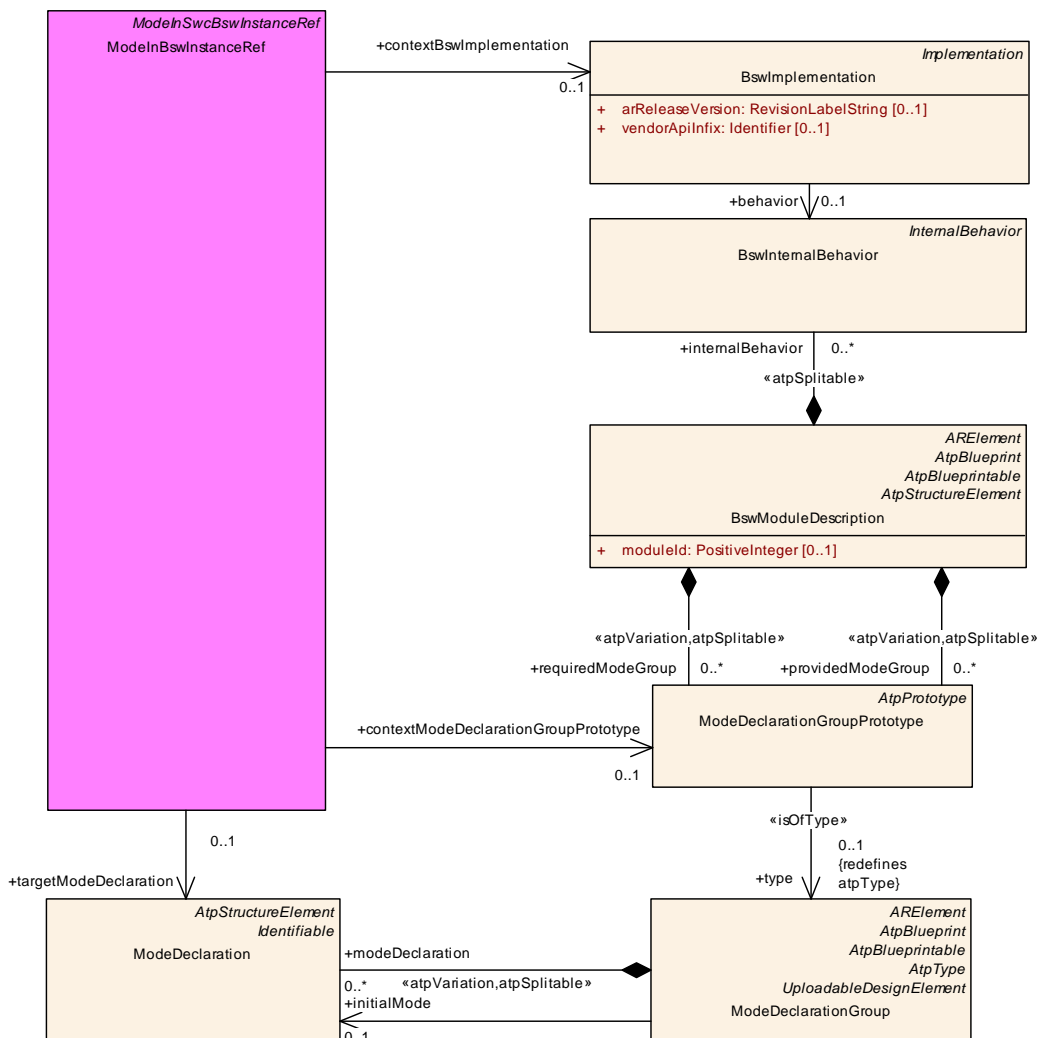 ModeInSwcBswInstanceRef
ModeInBswInstanceRef
+contextBswImplementation
0..1
Implementation
BswImplementation
+ arReleaseVersion: RevisionLabelString [0..1]
+ vendorApiInfix: Identifier [0..1]
+behavior 0..1
InternalBehavior
BswInternalBehavior
+internalBehavior 0..*
«atpSplitable»
ARElement
AtpBlueprint
AtpBlueprintable
AtpStructureElement
BswModuleDescription
+ moduleId: PositiveInteger [0..1]
«atpVariation,atpSplitable» «atpVariation,atpSplitable»
+requiredModeGroup 0..* +providedModeGroup 0..*
AtpPrototype
ModeDeclarationGroupPrototype
+contextModeDeclarationGroupPrototype
0..1
«isOfType»
0..1
{redefines
+type atpType}
0..1
+targetModeDeclaration
AtpStructureElement
Identifiable
ModeDeclaration
+modeDeclaration
0..* «atpVariation,atpSplitable»
+initialMode
0..1
ARElement
AtpBlueprint
AtpBlueprintable
AtpType
UploadableDesignElement
ModeDeclarationGroup